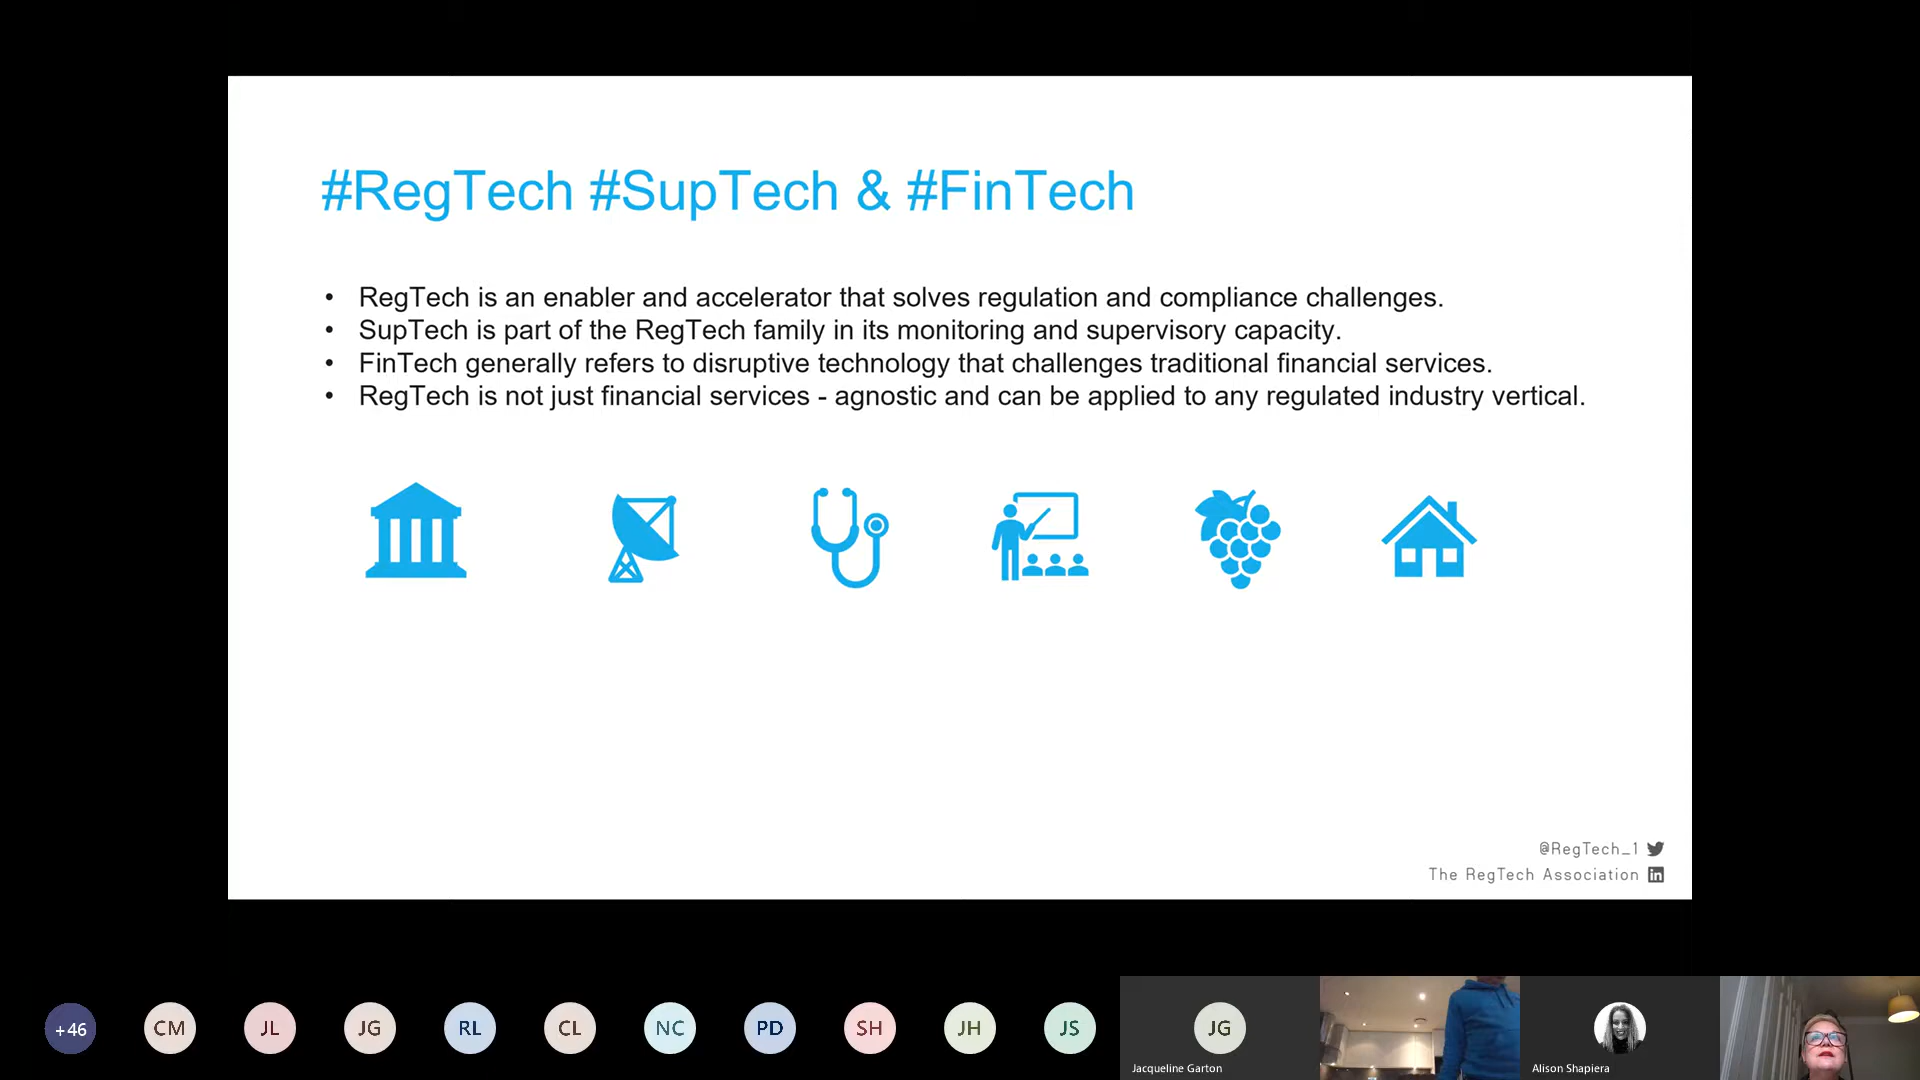 #RegTech #SupTech & #FinTech
• RegTech is an enabler and accelerator that solves regulation and compliance challenges.
• SupTech is part of the RegTech family in its monitoring and supervisory capacity.
• FinTech generally refers to disruptive technology that challenges traditional financial services.
• RegTech is not just financial services - agnostic and can be applied to any regulated industry vertical.
@RegTech_1
The RegTech Association in
+46 CM JL JG RL CL NC PD SH JH JS JG
Jacqueline Garton
Alison Shapiera